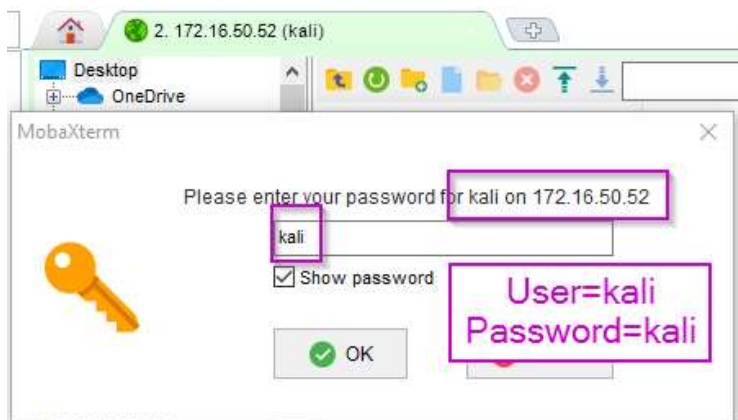 2. 172.16.50.52 (kali)
Desktop
OneDrive
MobaXterm
Please enter your password for kali on 172.16.50.52
kali
Show password
User=kali
Password=kali
OK